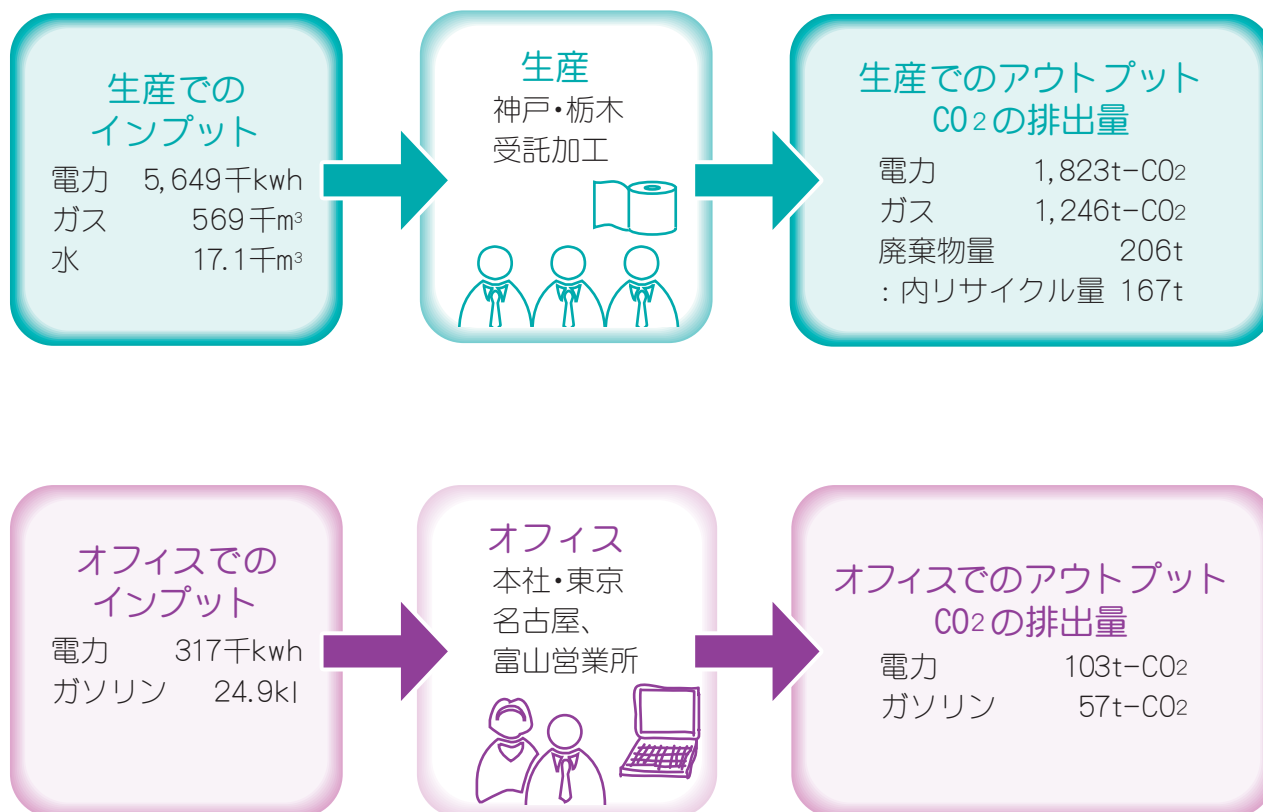 生産での
インプット
電力 5,649千kwh
ガス 569千m³
水 17.1千m³
生産
神戸・栃木
受託加工
生産でのアウトプット
CO2の排出量
電力 1,823t-CO2
ガス 1,246t-CO2
廃棄物量 206t
：内リサイクル量 167t
オフィスでの
インプット
電力 317千kwh
ガソリン 24.9kl
オフィス
本社・東京
名古屋、
富山営業所
オフィスでのアウトプット
CO2の排出量
電力 103t-CO2
ガソリン 57t-CO2